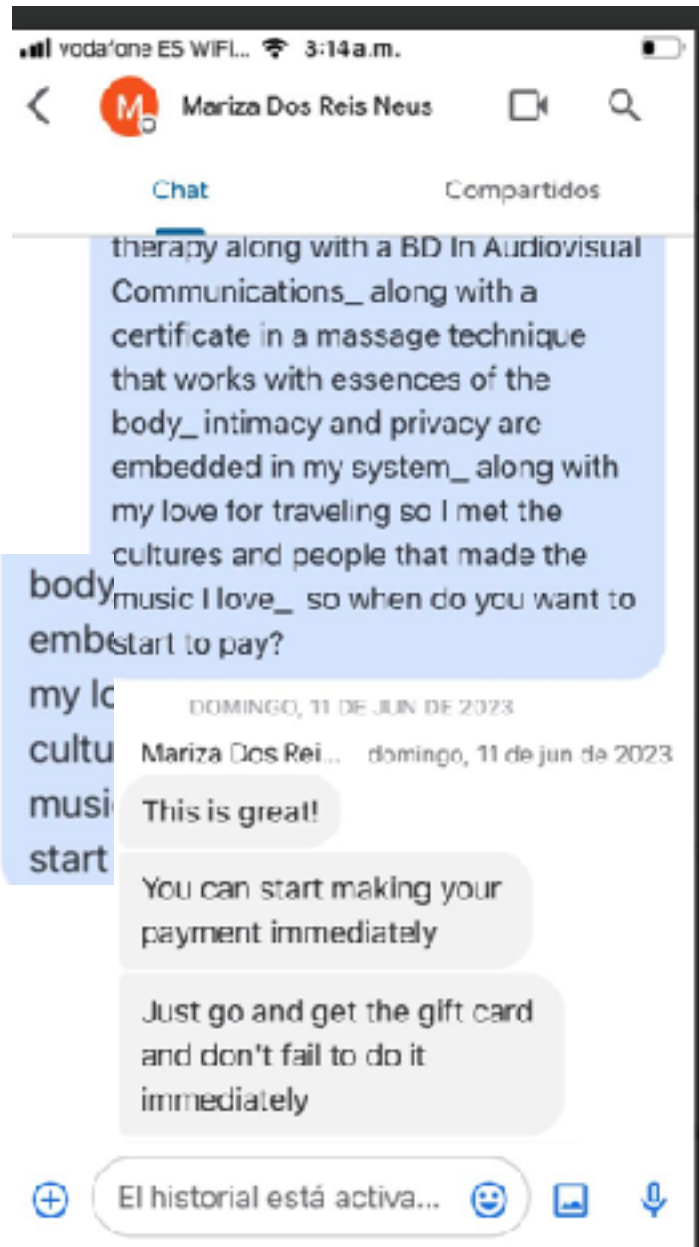 vodafone ES WiFi... 3:14 a.m.
Mariza Dos Reis Neus
Chat Compartidos
therapy along with a BD In Audiovisual
Communications_ along with a
certificate in a massage technique
that works with essences of the
body_ intimacy and privacy are
embedded in my system_ along with
my love for traveling so I met the
cultures and people that made the
music I love_ so when do you want to
start to pay?
body
embe
my lo
cultu
musi
start
DOMINGO, 11 DE JUN DE 2023
Mariza Dos Rei... domingo, 11 de jun de 2023
This is great!
You can start making your
payment immediately
Just go and get the gift card
and don't fail to do it
immediately
El historial está activa...